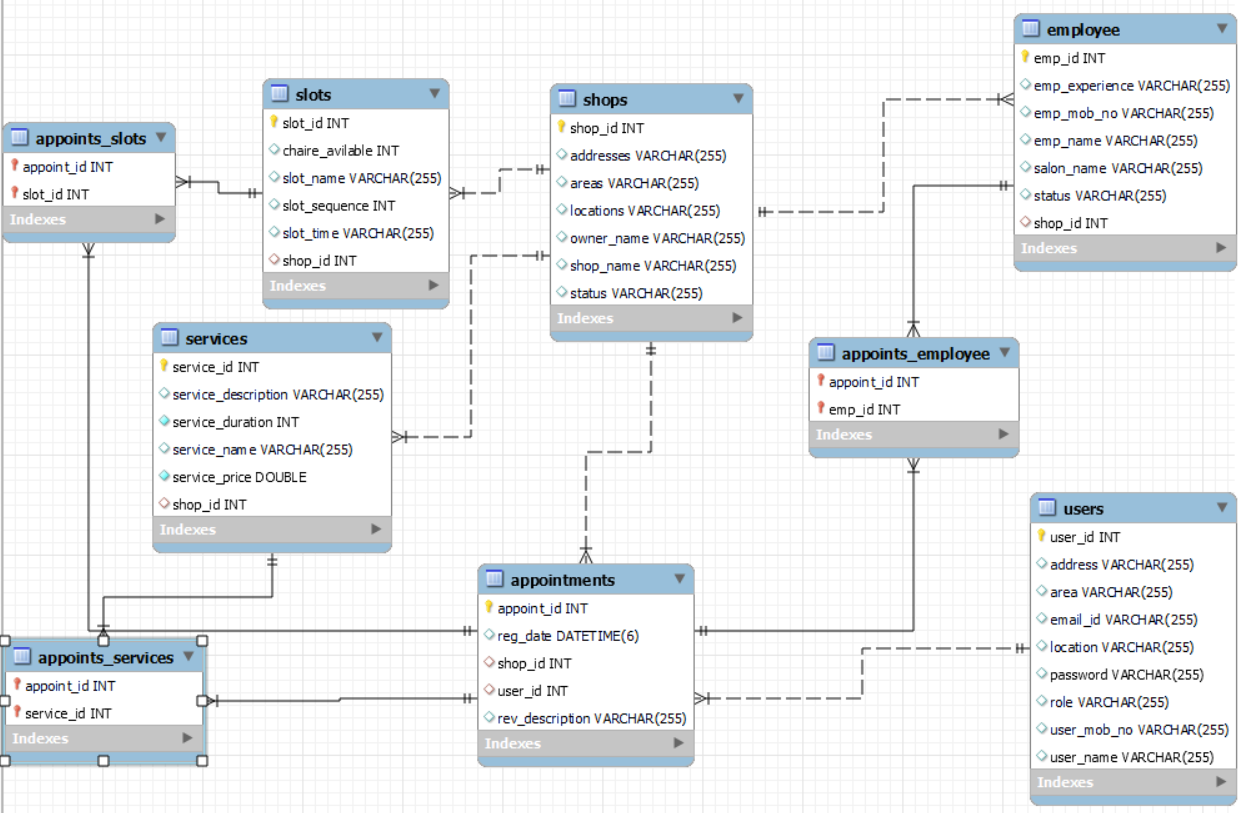 employee
emp_id INT
emp_experience VARCHAR(255)
emp_mob_no VARCHAR(255)
emp_name VARCHAR(255)
salon_name VARCHAR(255)
status VARCHAR(255)
shop_id INT
Indexes
slots
slot_id INT
chaire_avilable INT
slot_name VARCHAR(255)
slot_sequence INT
slot_time VARCHAR(255)
shop_id INT
Indexes
shops
shop_id INT
addresses VARCHAR(255)
areas VARCHAR(255)
locations VARCHAR(255)
owner_name VARCHAR(255)
shop_name VARCHAR(255)
status VARCHAR(255)
Indexes
appoints_slots
appoint_id INT
slot_id INT
Indexes
services
service_id INT
service_description VARCHAR(255)
service_duration INT
service_name VARCHAR(255)
service_price DOUBLE
shop_id INT
Indexes
appoints_employee
appoint_id INT
emp_id INT
Indexes
users
user_id INT
address VARCHAR(255)
area VARCHAR(255)
email_id VARCHAR(255)
location VARCHAR(255)
password VARCHAR(255)
role VARCHAR(255)
user_mob_no VARCHAR(255)
user_name VARCHAR(255)
Indexes
appointments
appoint_id INT
reg_date DATETIME(6)
shop_id INT
user_id INT
rev_description VARCHAR(255)
Indexes
appoints_services
appoint_id INT
service_id INT
Indexes